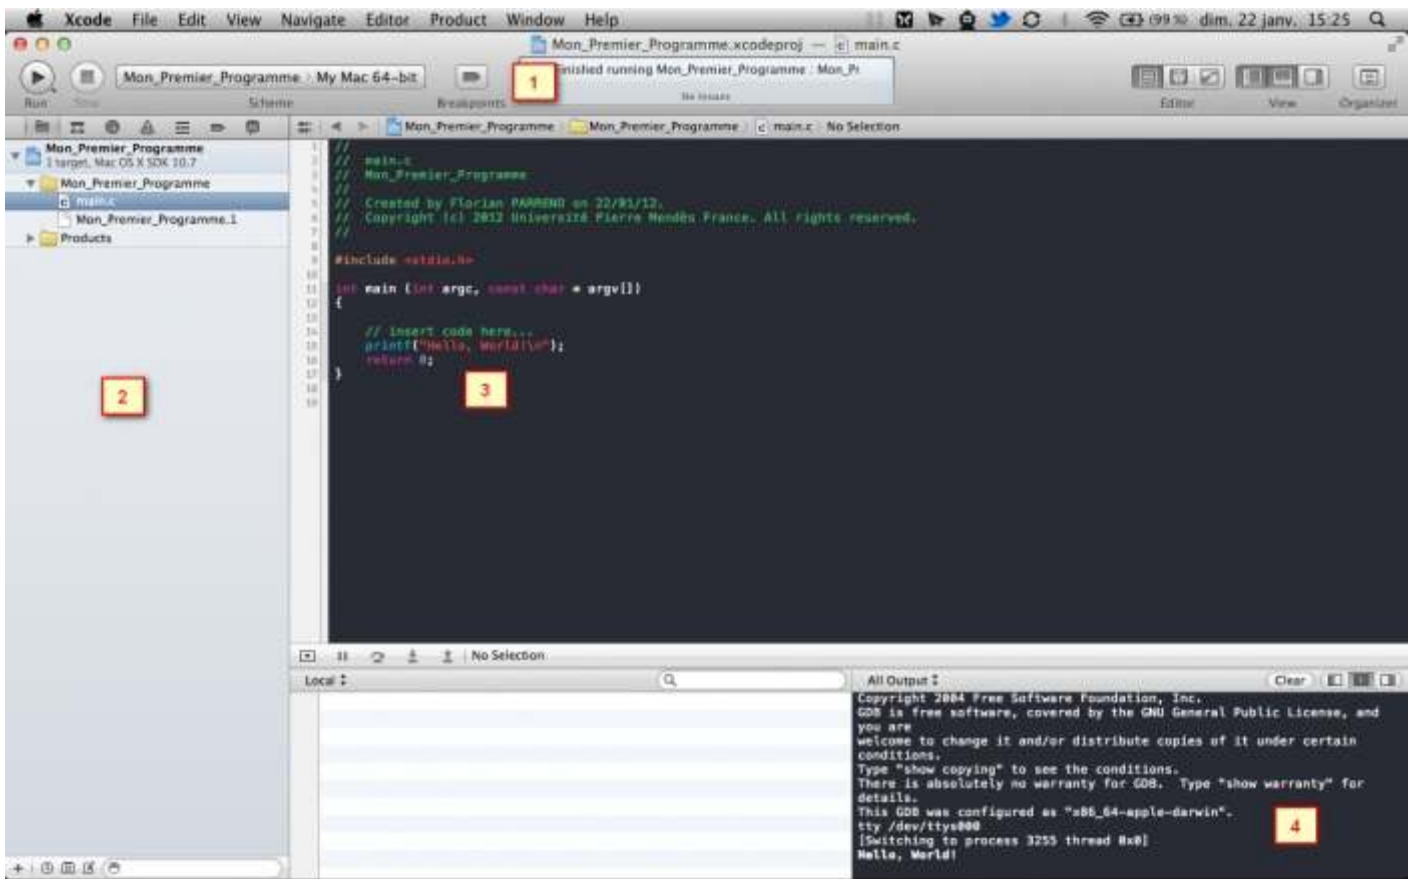 Xcode File Edit View Navigate Editor Product Window Help (99 %) dim. 22 janv. 15:25
Mon_Premier_Programme.xcodeproj — c main.c
Mon_Premier_Programme My Mac 64-bit
1
Finished running Mon_Premier_Programme : Mon_Pr
No Issues
Run Stop Scheme Breakpoints Editor View Organizer
Mon_Premier_Programme Mon_Premier_Programme c main.c No Selection
Mon_Premier_Programme
1 target, Mac OS X SDK 10.7
Mon_Premier_Programme
c main.c
Mon_Premier_Programme.1
Products
2
//
// main.c
// Mon_Premier_Programme
//
// Created by Florian PARRENO on 22/01/12.
// Copyright (c) 2012 Université Pierre Mendès France. All rights reserved.
//
#include <stdio.h>
int main (int argc, const char * argv[])
{
// insert code here...
printf("Hello, World!\n");
return 0;
}
3
No Selection
Local
All Output
Clear
Copyright 2004 Free Software Foundation, Inc.
GDB is free software, covered by the GNU General Public License, and
you are
welcome to change it and/or distribute copies of it under certain
conditions.
Type "show copying" to see the conditions.
There is absolutely no warranty for GDB. Type "show warranty" for
details.
This GDB was configured as "x86_64-apple-darwin".
tty /dev/ttys000
[Switching to process 3255 thread 0x0]
Hello, World!
4